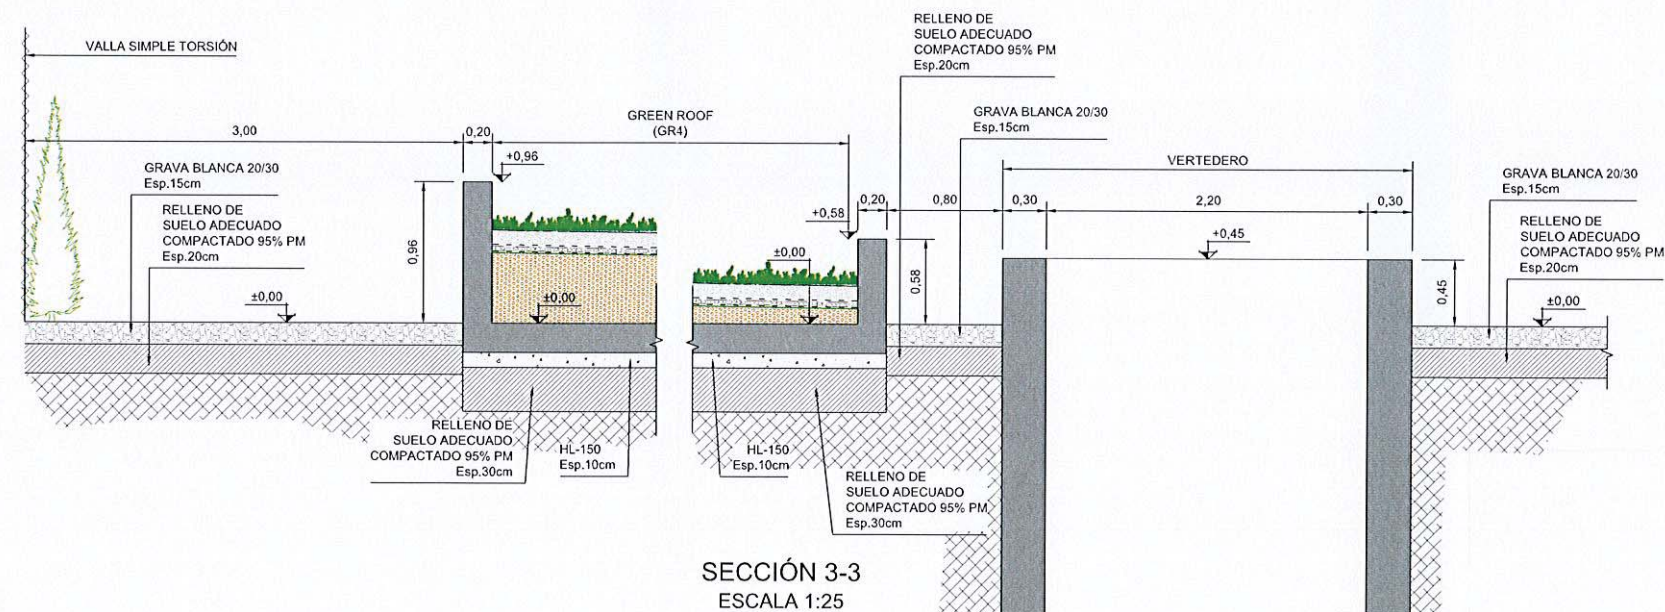 VALLA SIMPLE TORSIÓN
3,00
0,20
GREEN ROOF
(GR4)
RELLENO DE
SUELO ADECUADO
COMPACTADO 95% PM
Esp.20cm
GRAVA BLANCA 20/30
Esp.15cm
VERTEDERO
GRAVA BLANCA 20/30
Esp.15cm
RELLENO DE
SUELO ADECUADO
COMPACTADO 95% PM
Esp.20cm
+0,96
0,96
±0,00
±0,00
±0,00
+0,58
0,20
0,80
0,58
0,30
2,20
0,30
+0,45
0,45
GRAVA BLANCA 20/30
Esp.15cm
RELLENO DE
SUELO ADECUADO
COMPACTADO 95% PM
Esp.20cm
±0,00
RELLENO DE
SUELO ADECUADO
COMPACTADO 95% PM
Esp.30cm
HL-150
Esp.10cm
HL-150
Esp.10cm
RELLENO DE
SUELO ADECUADO
COMPACTADO 95% PM
Esp.30cm
SECCIÓN 3-3
ESCALA 1:25